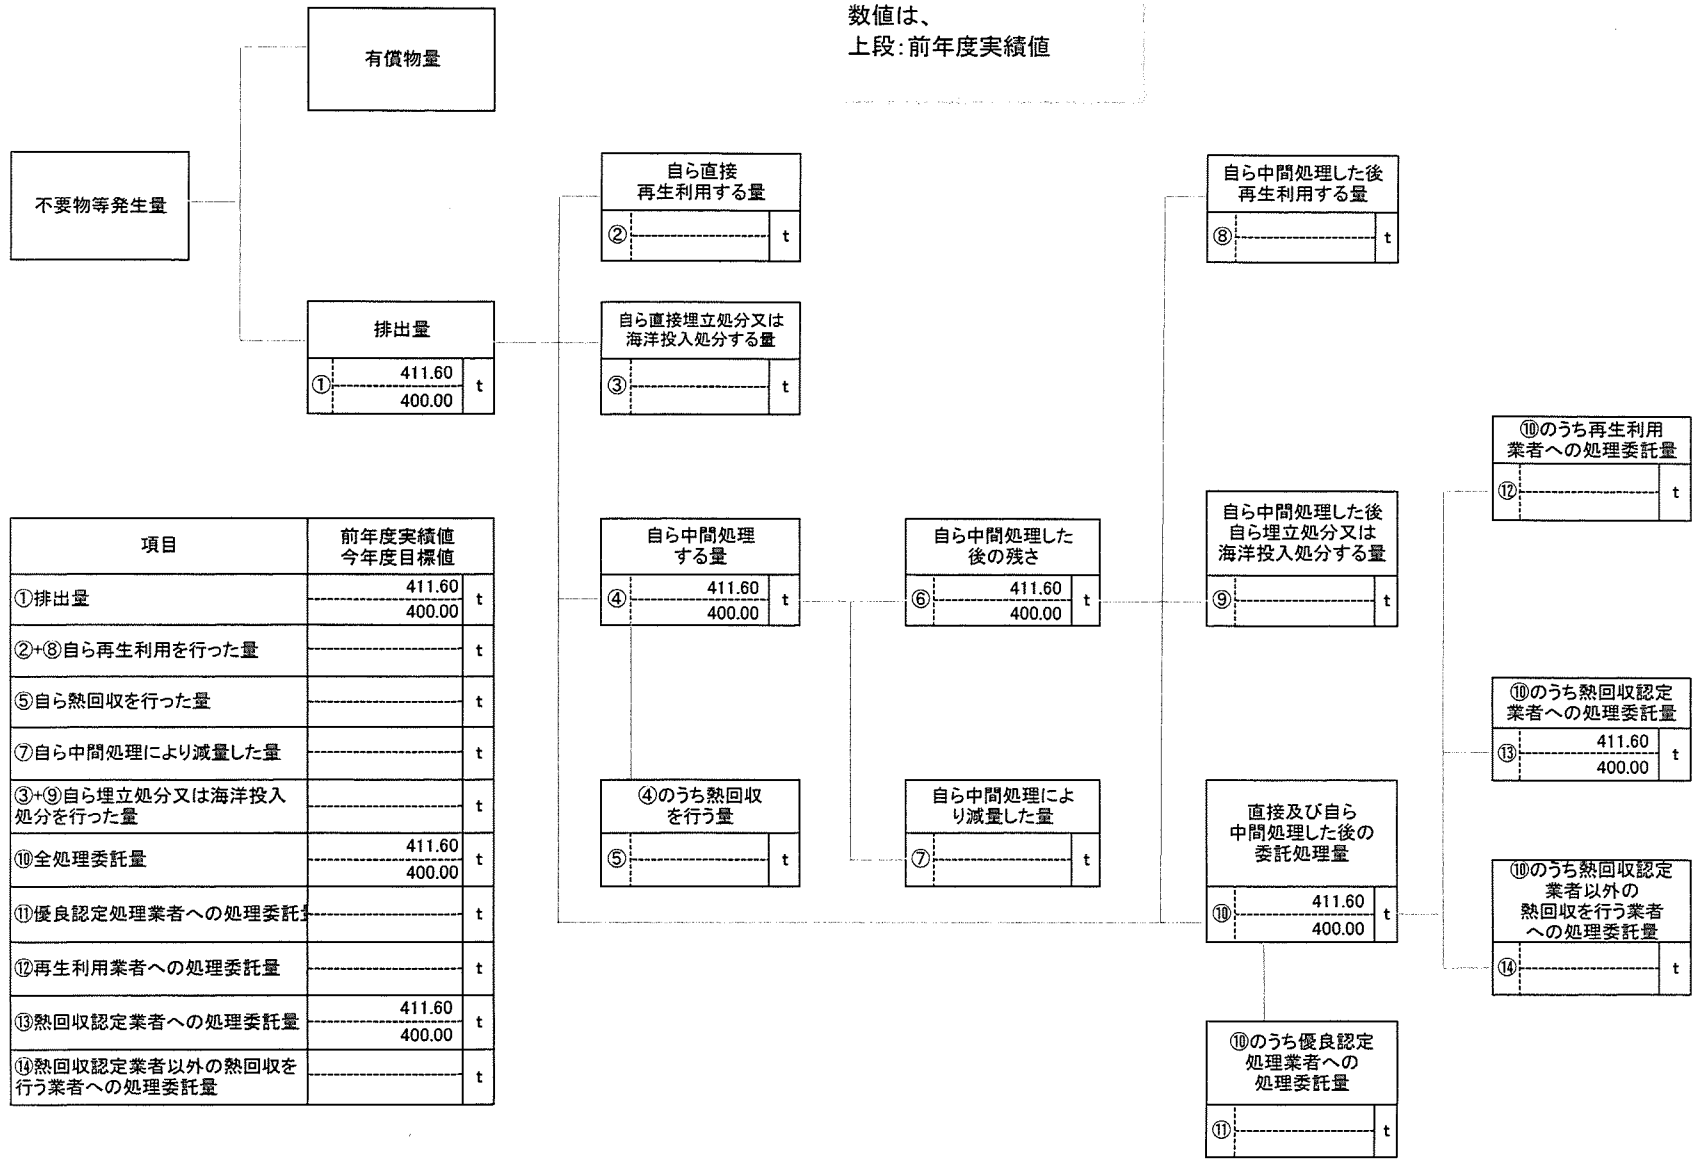 数値は、
上段:前年度実績値
有償物量
不要物等発生量
自ら直接
再生利用する量
② t
自ら中間処理した後
再生利用する量
⑧ t
排出量
① 411.60 t
400.00
自ら直接埋立処分又は
海洋投入処分する量
③ t
⑩のうち再生利用
業者への処理委託量
⑫ t
自ら中間処理
する量
④ 411.60 t
400.00
自ら中間処理した
後の残さ
⑥ 411.60 t
400.00
自ら中間処理した後
自ら埋立処分又は
海洋投入処分する量
⑨ t
⑩のうち熱回収認定
業者への処理委託量
⑬ 411.60 t
400.00
④のうち熱回収
を行う量
⑤ t
自ら中間処理によ
り減量した量
⑦ t
直接及び自ら
中間処理した後の
委託処理量
⑩ 411.60 t
400.00
⑩のうち熱回収認定
業者以外の
熱回収を行う業者
への処理委託量
⑭ t
⑩のうち優良認定
処理業者への
処理委託量
⑪ t
項目 前年度実績値
今年度目標値
①排出量 411.60 t
400.00
②+⑧自ら再生利用を行った量 t
⑤自ら熱回収を行った量 t
⑦自ら中間処理により減量した量 t
③+⑨自ら埋立処分又は海洋投入
処分を行った量 t
⑩全処理委託量 411.60 t
400.00
⑪優良認定処理業者への処理委託 t
⑫再生利用業者への処理委託量 t
⑬熱回収認定業者への処理委託量 411.60 t
400.00
⑭熱回収認定業者以外の熱回収を
行う業者への処理委託量 t